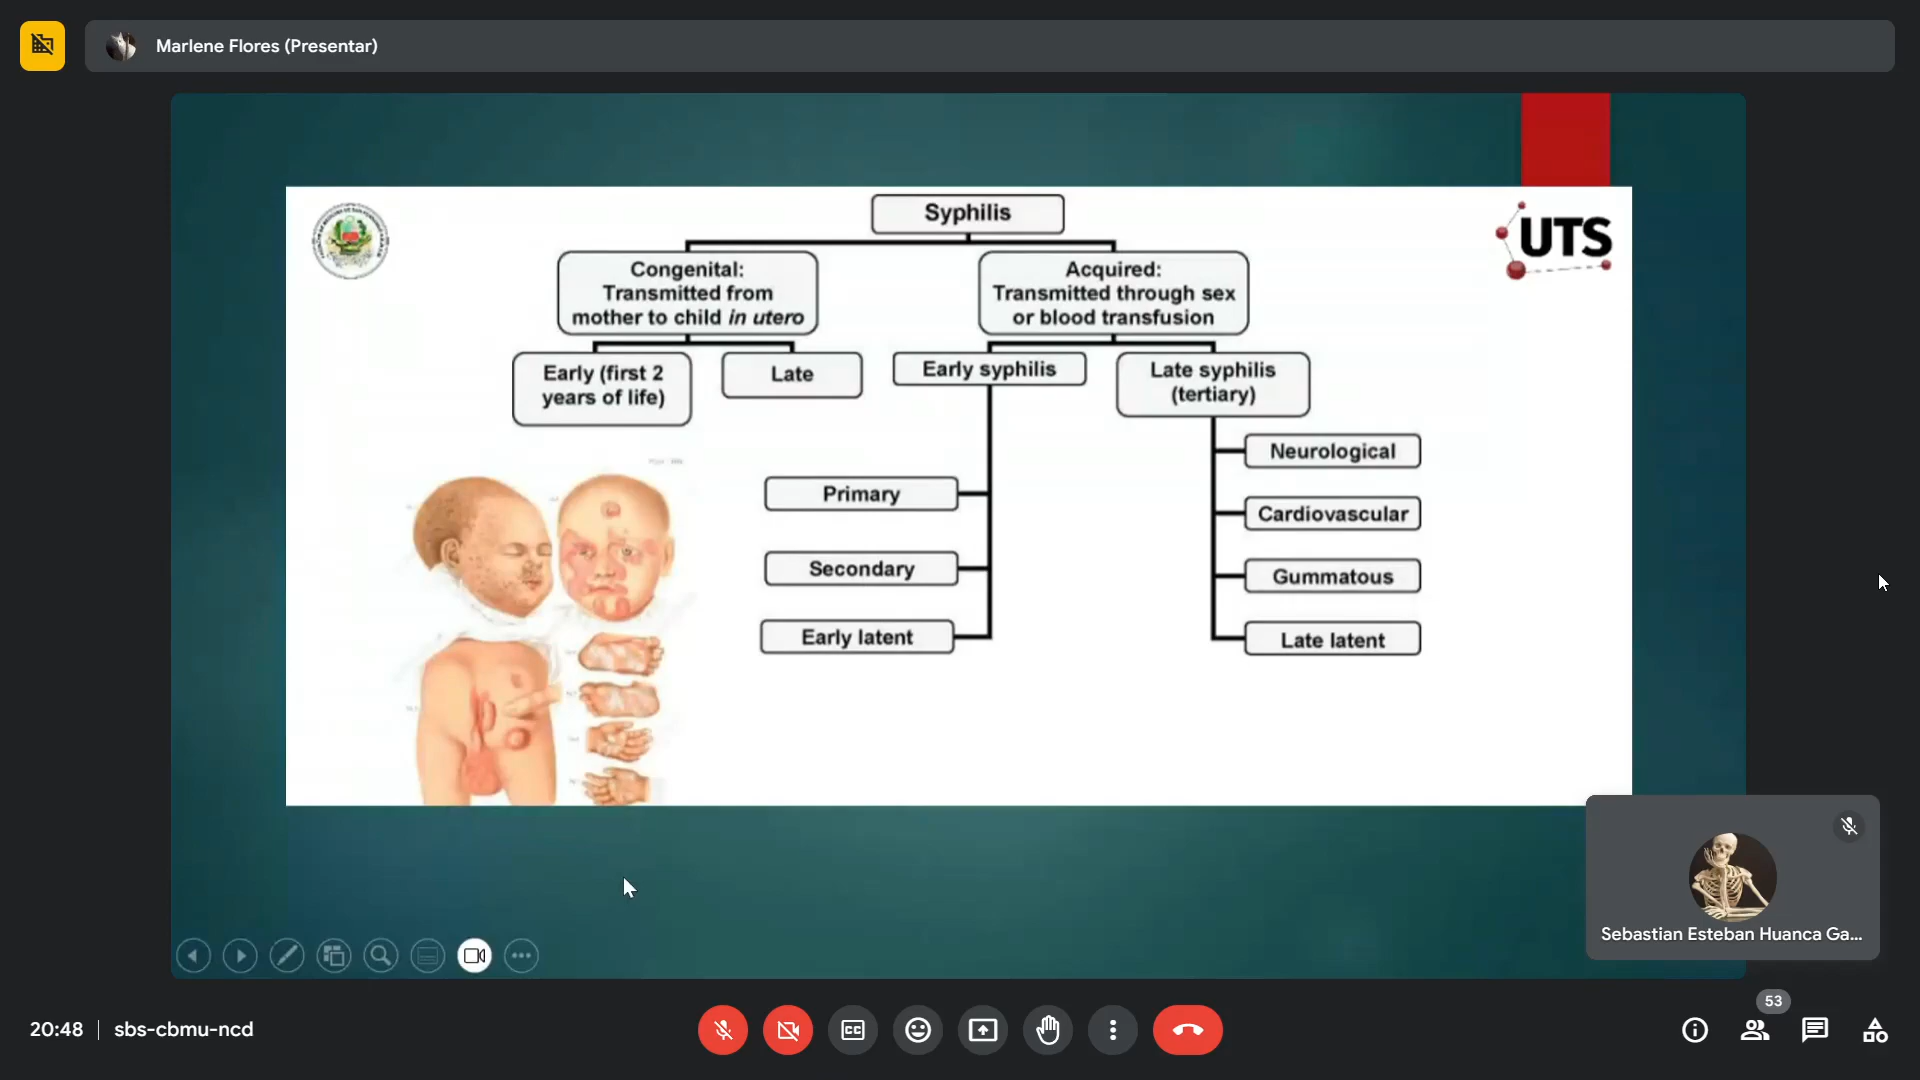 Marlene Flores (Presentar)
Syphilis
UTS
Congenital:
Transmitted from
mother to child in utero
Acquired:
Transmitted through sex
or blood transfusion
Early (first 2
years of life)
Late
Early syphilis
Late syphilis
(tertiary)
Neurological
Primary
Cardiovascular
Secondary
Gummatous
Early latent
Late latent
Sebastian Esteban Huanca Ga...
20:48
sbs-cbmu-ncd
CC
53